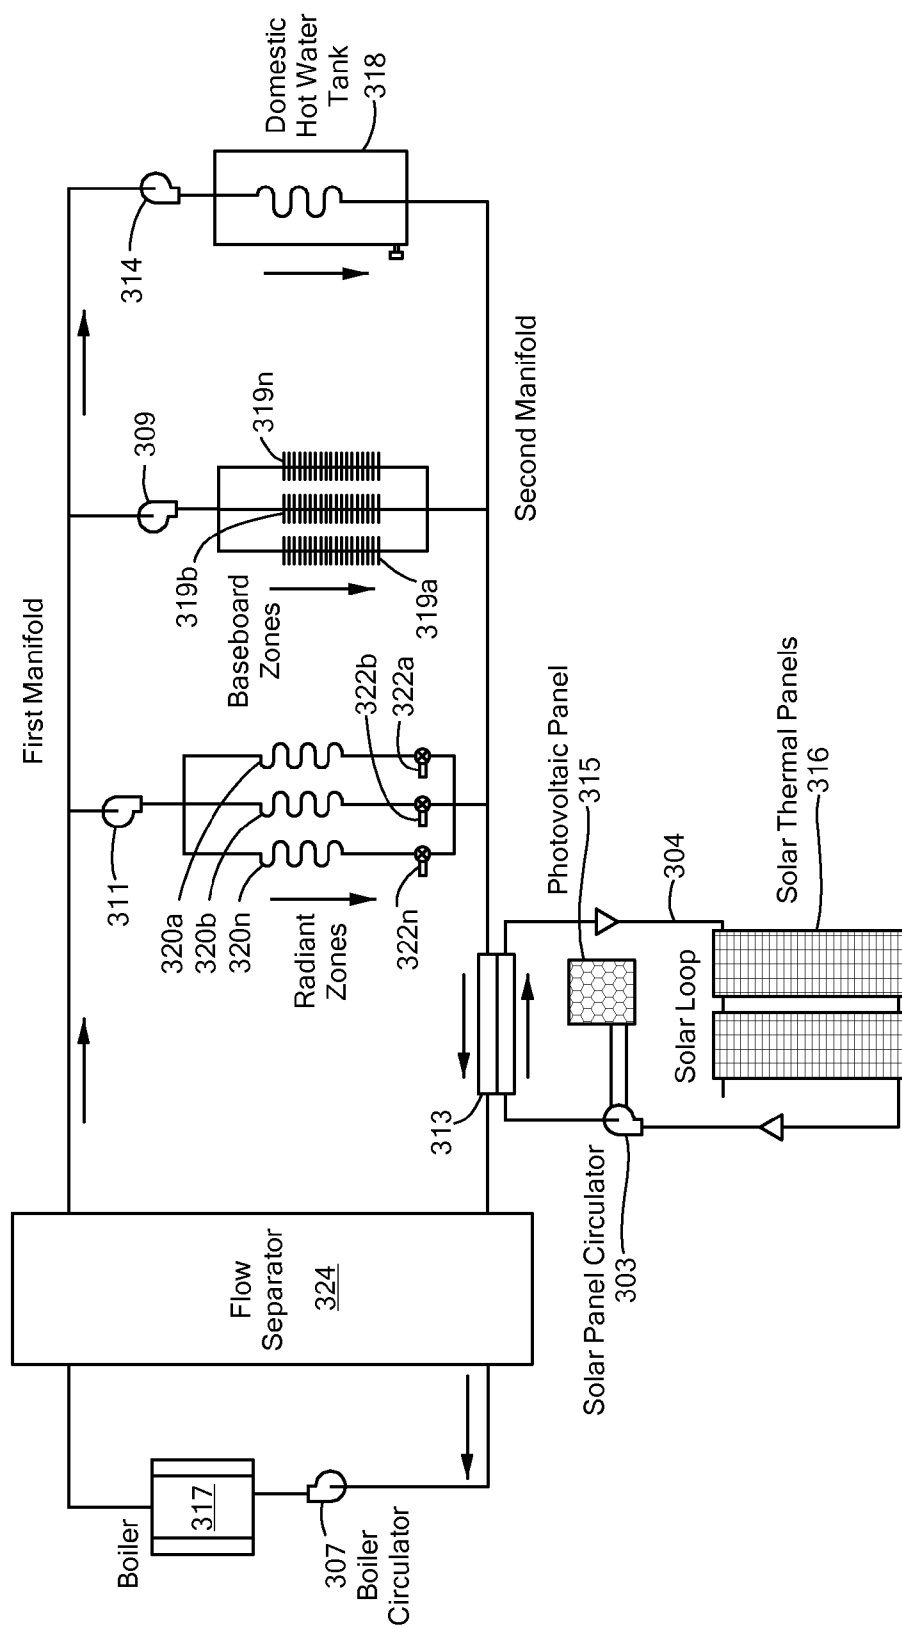 First Manifold
314
Domestic
Hot Water
Tank
318
309
319n
319b
319a
Baseboard
Zones
Second Manifold
311
320a
320b
320n
322b
322a
322n
Radiant
Zones
Photovoltaic Panel
315
Solar Thermal Panels
316
304
Solar Loop
313
Solar Panel Circulator
303
Flow
Separator
324
Boiler
317
307
Boiler
Circulator